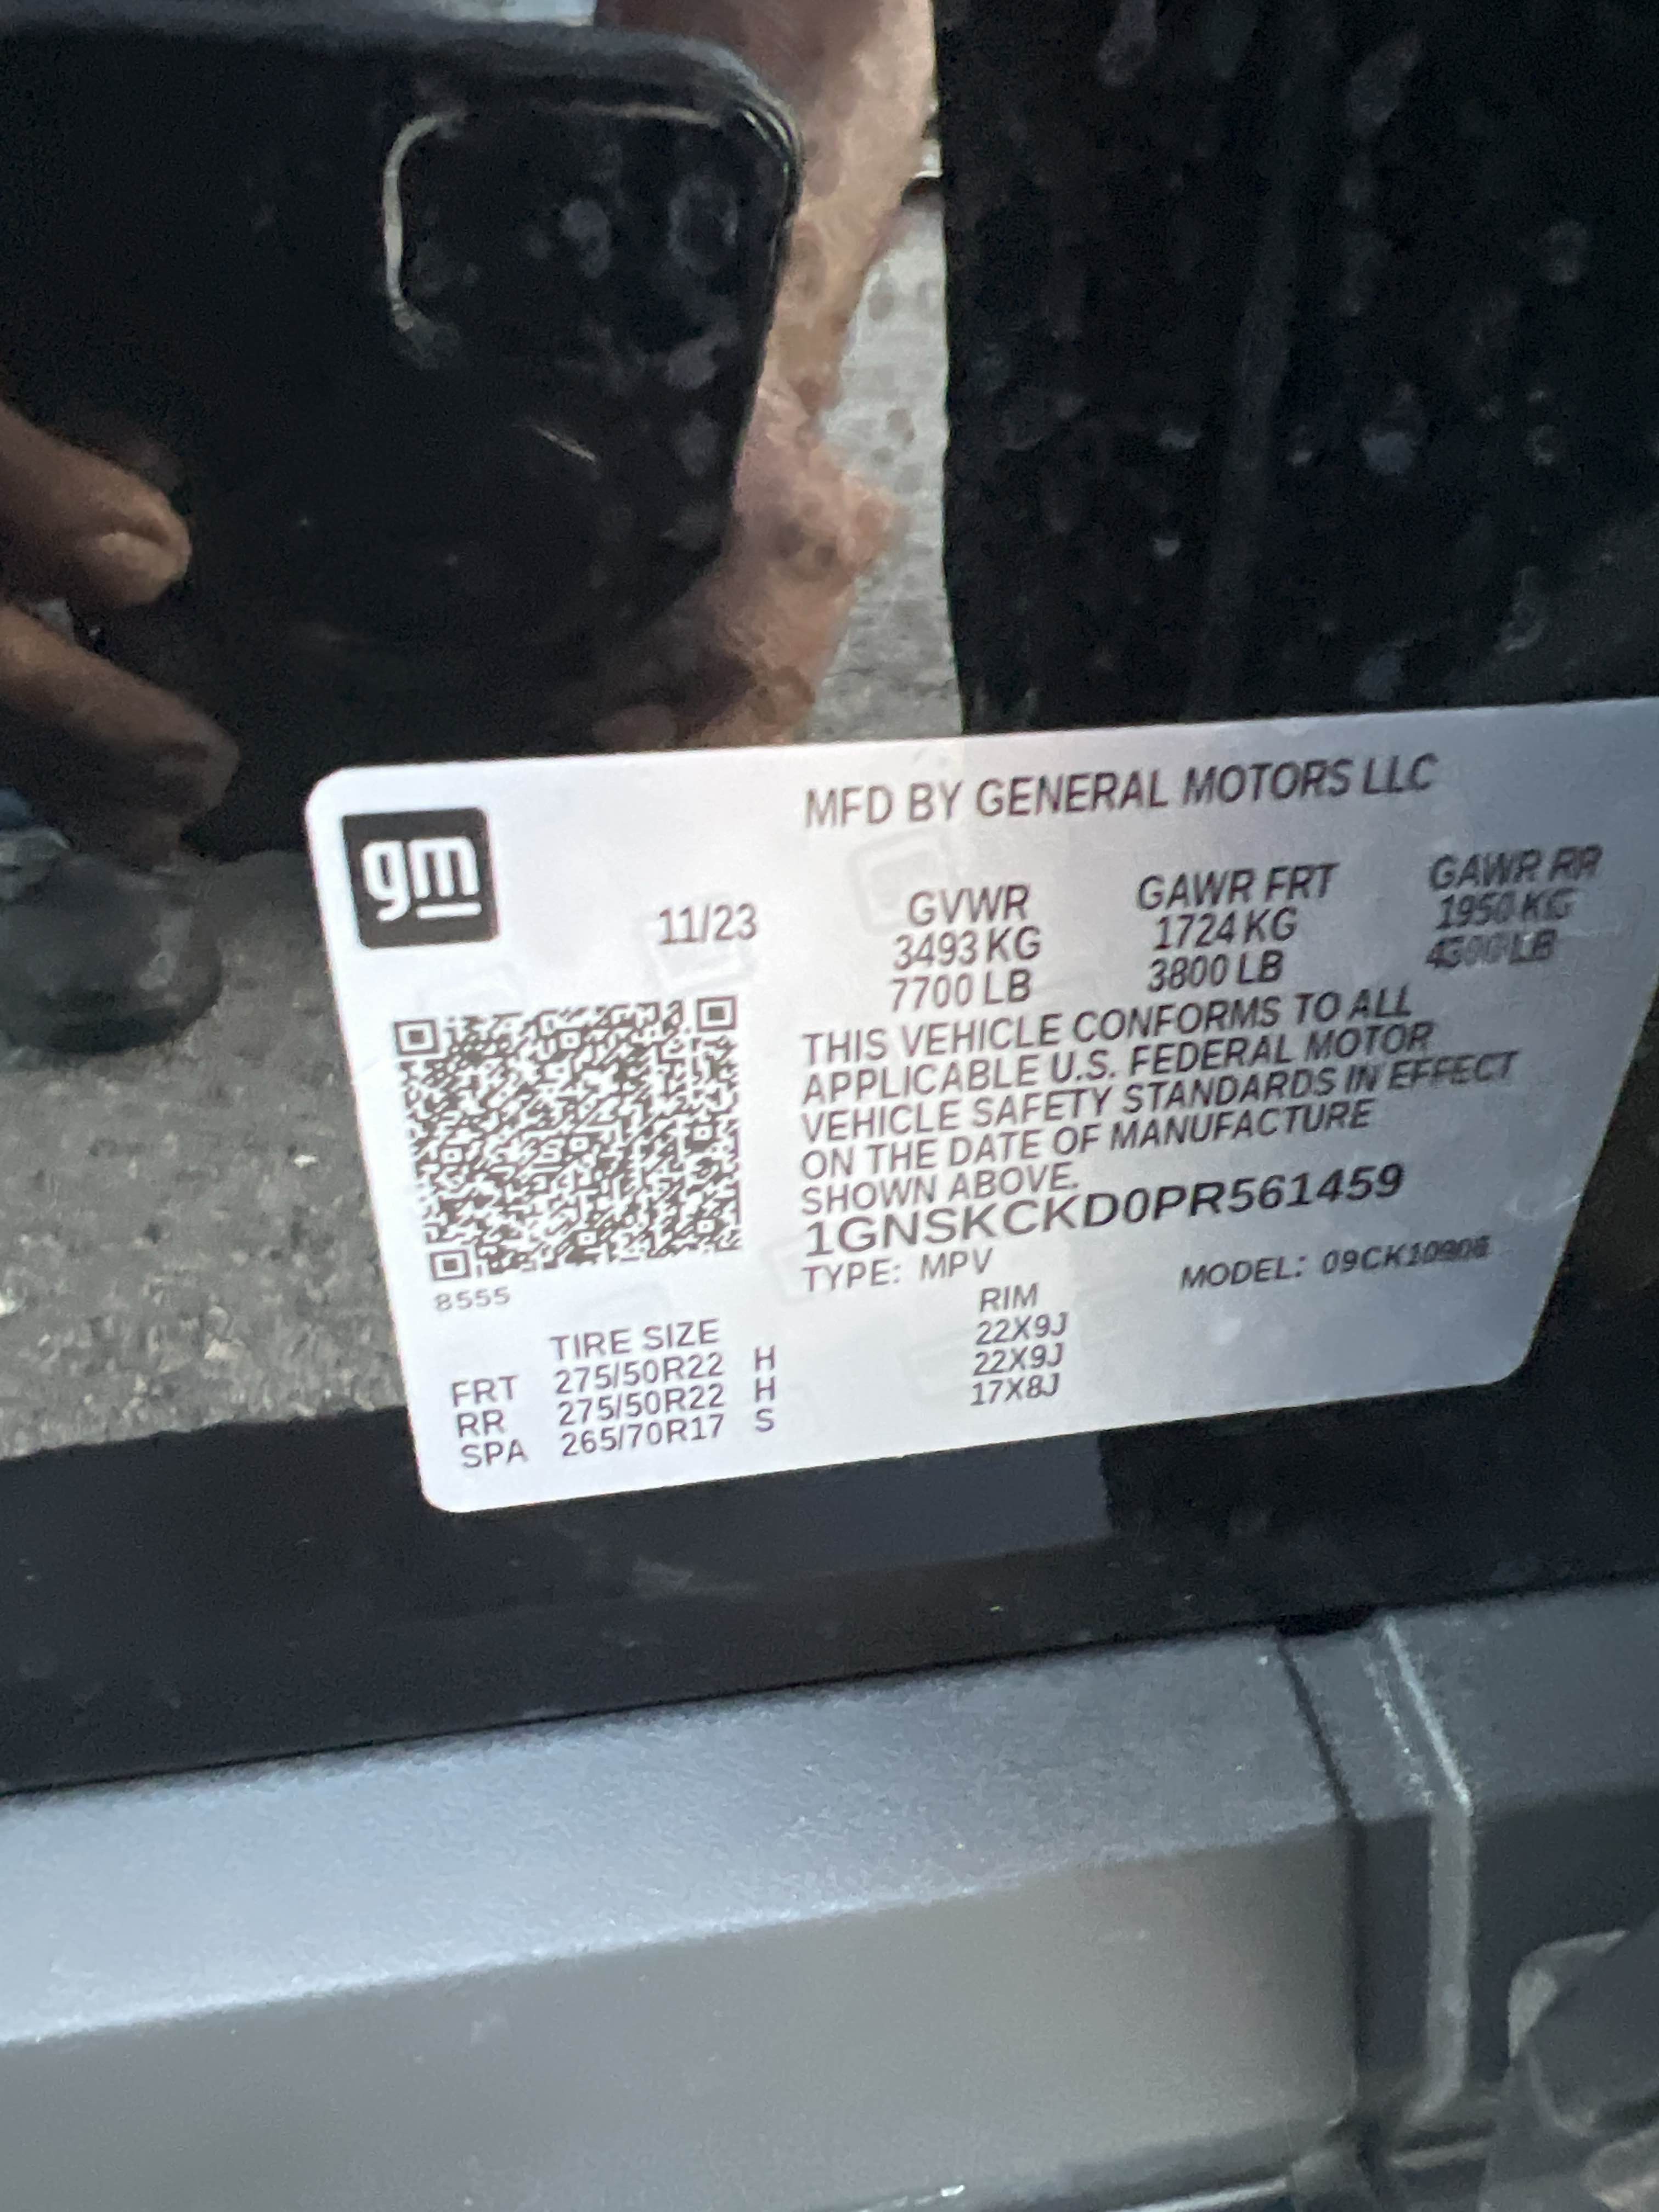 gm
MFD BY GENERAL MOTORS LLC
11/23
GVWR GAWR FRT GAWR RR
3493 KG 1724 KG 1950 KG
7700 LB 3800 LB 4300 LB
THIS VEHICLE CONFORMS TO ALL
APPLICABLE U.S. FEDERAL MOTOR
VEHICLE SAFETY STANDARDS IN EFFECT
ON THE DATE OF MANUFACTURE
SHOWN ABOVE.
1GNSKCKD0PR561459
TYPE: MPV MODEL:
8555
TIRE SIZE RIM
FRT 275/50R22 H 22X9J
RR 275/50R22 H 22X9J
SPA 265/70R17 S 17X8J